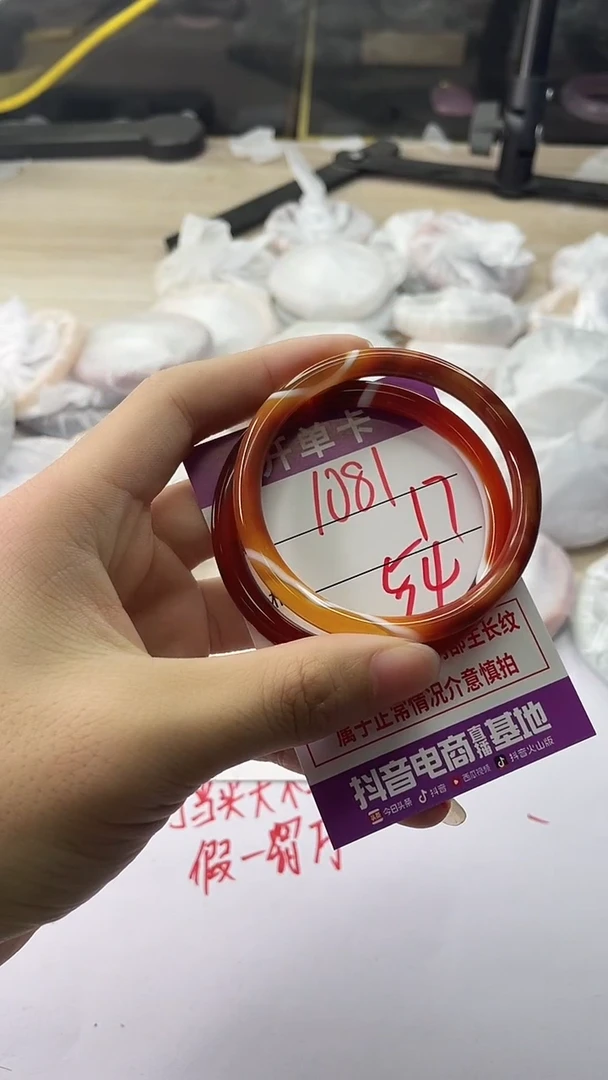 开单卡
1081
17
54
部生长纹
属于正常情况介意慎拍
抖音电商直播基地
今日头条 抖音 西瓜视频 抖音火山版
假一罚万